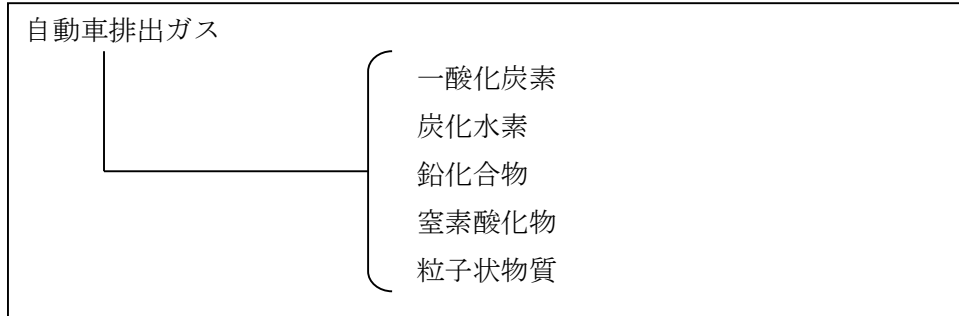 自動車排出ガス
一酸化炭素
炭化水素
鉛化合物
窒素酸化物
粒子状物質